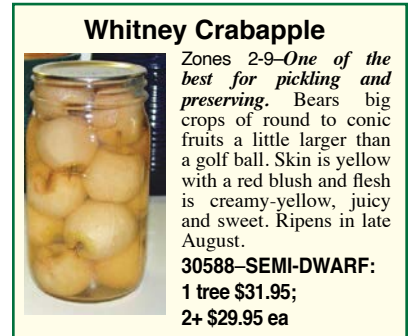 Whitney Crabapple
Zones 2-9–One of the
best for pickling and
preserving. Bears big
crops of round to conic
fruits a little larger than
a golf ball. Skin is yellow
with a red blush and flesh
is creamy-yellow, juicy
and sweet. Ripens in late
August.
30588–SEMI-DWARF:
1 tree $31.95;
2+ $29.95 ea